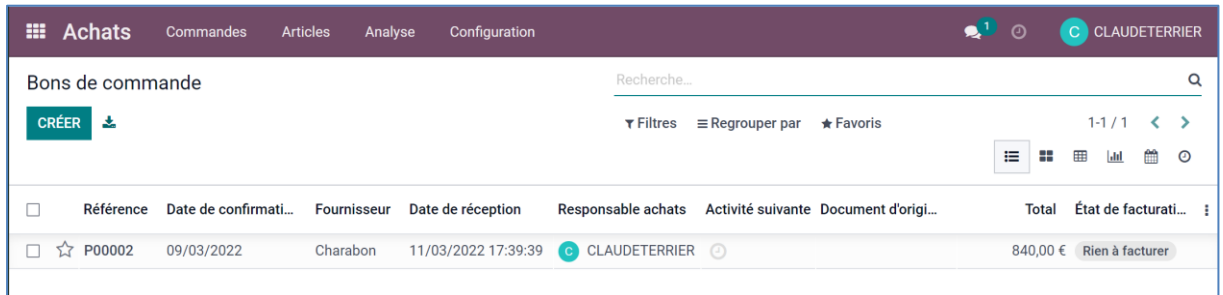 Achats Commandes Articles Analyse Configuration 1 C CLAUDETERRIER
Bons de commande Recherche...
CRÉER Filtres Regrouper par Favoris 1-1 / 1
Référence Date de confirmati... Fournisseur Date de réception Responsable achats Activité suivante Document d'origi... Total État de facturati...
P00002 09/03/2022 Charabon 11/03/2022 17:39:39 C CLAUDETERRIER 840,00 € Rien à facturer